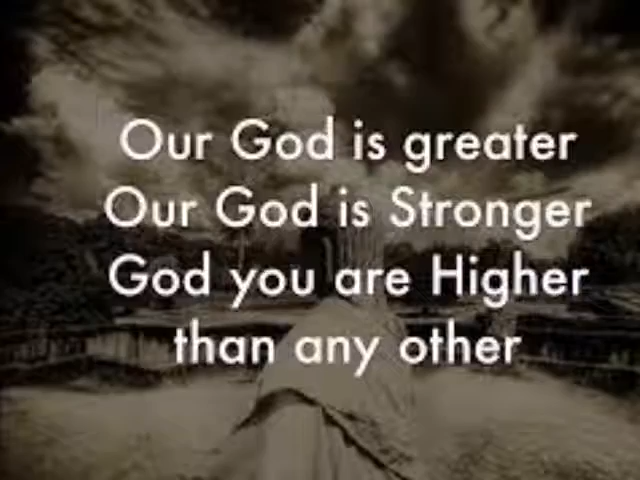 Our God is greater
Our God is Stronger
God you are Higher
than any other